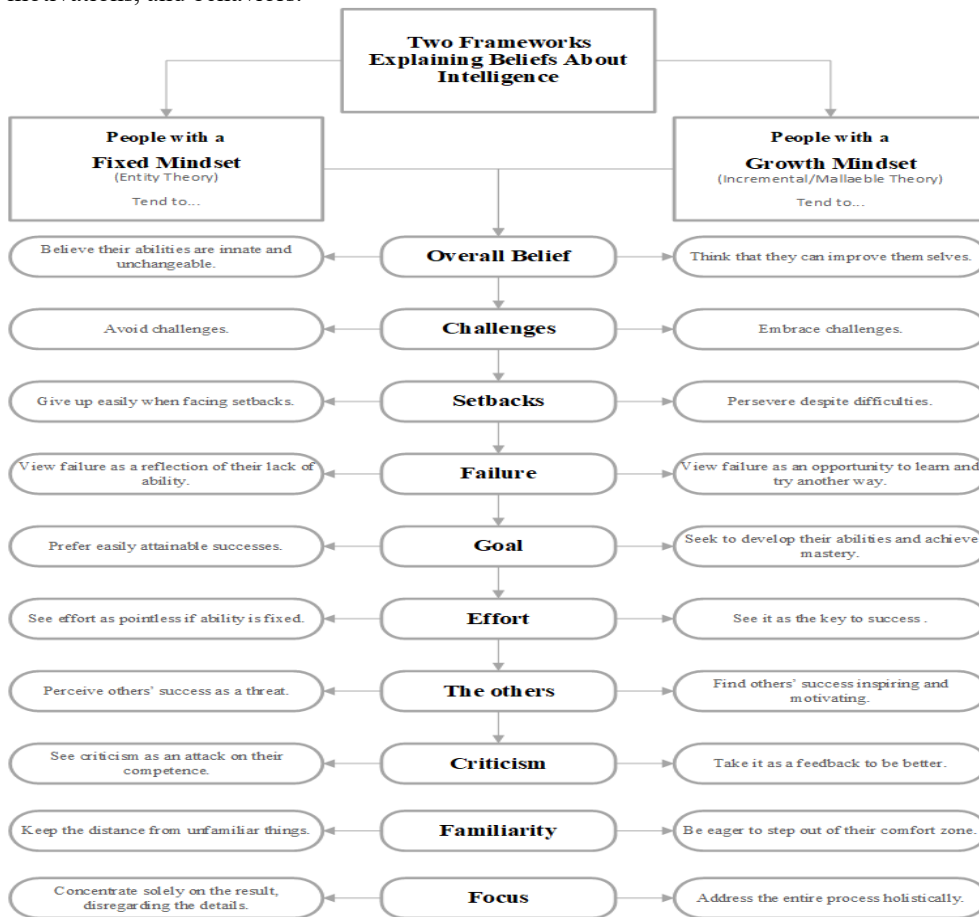 motivations, and behaviors.
Two Frameworks
Explaining Beliefs About
Intelligence
People with a
Fixed Mindset
(Entity Theory)
Tend to...
People with a
Growth Mindset
(Incremental/Mallaeble Theory)
Tend to...
Believe their abilities are innate and
unchangeable.
Overall Belief
Think that they can improve them selves.
Avoid challenges.
Challenges
Embrace challenges.
Give up easily when facing setbacks.
Setbacks
Persevere despite difficulties.
View failure as a reflection of their lack of
ability.
Failure
View failure as an opportunity to learn and
try another way.
Prefer easily attainable successes.
Goal
Seek to develop their abilities and achieve
mastery.
See effort as pointless if ability is fixed.
Effort
See it as the key to success .
Perceive others' success as a threat.
The others
Find others' success inspiring and
motivating.
See criticism as an attack on their
competence.
Criticism
Take it as a feedback to be better.
Keep the distance from unfamiliar things.
Familiarity
Be eager to step out of their comfort zone.
Concentrate solely on the result,
disregarding the details.
Focus
Address the entire process holistically.